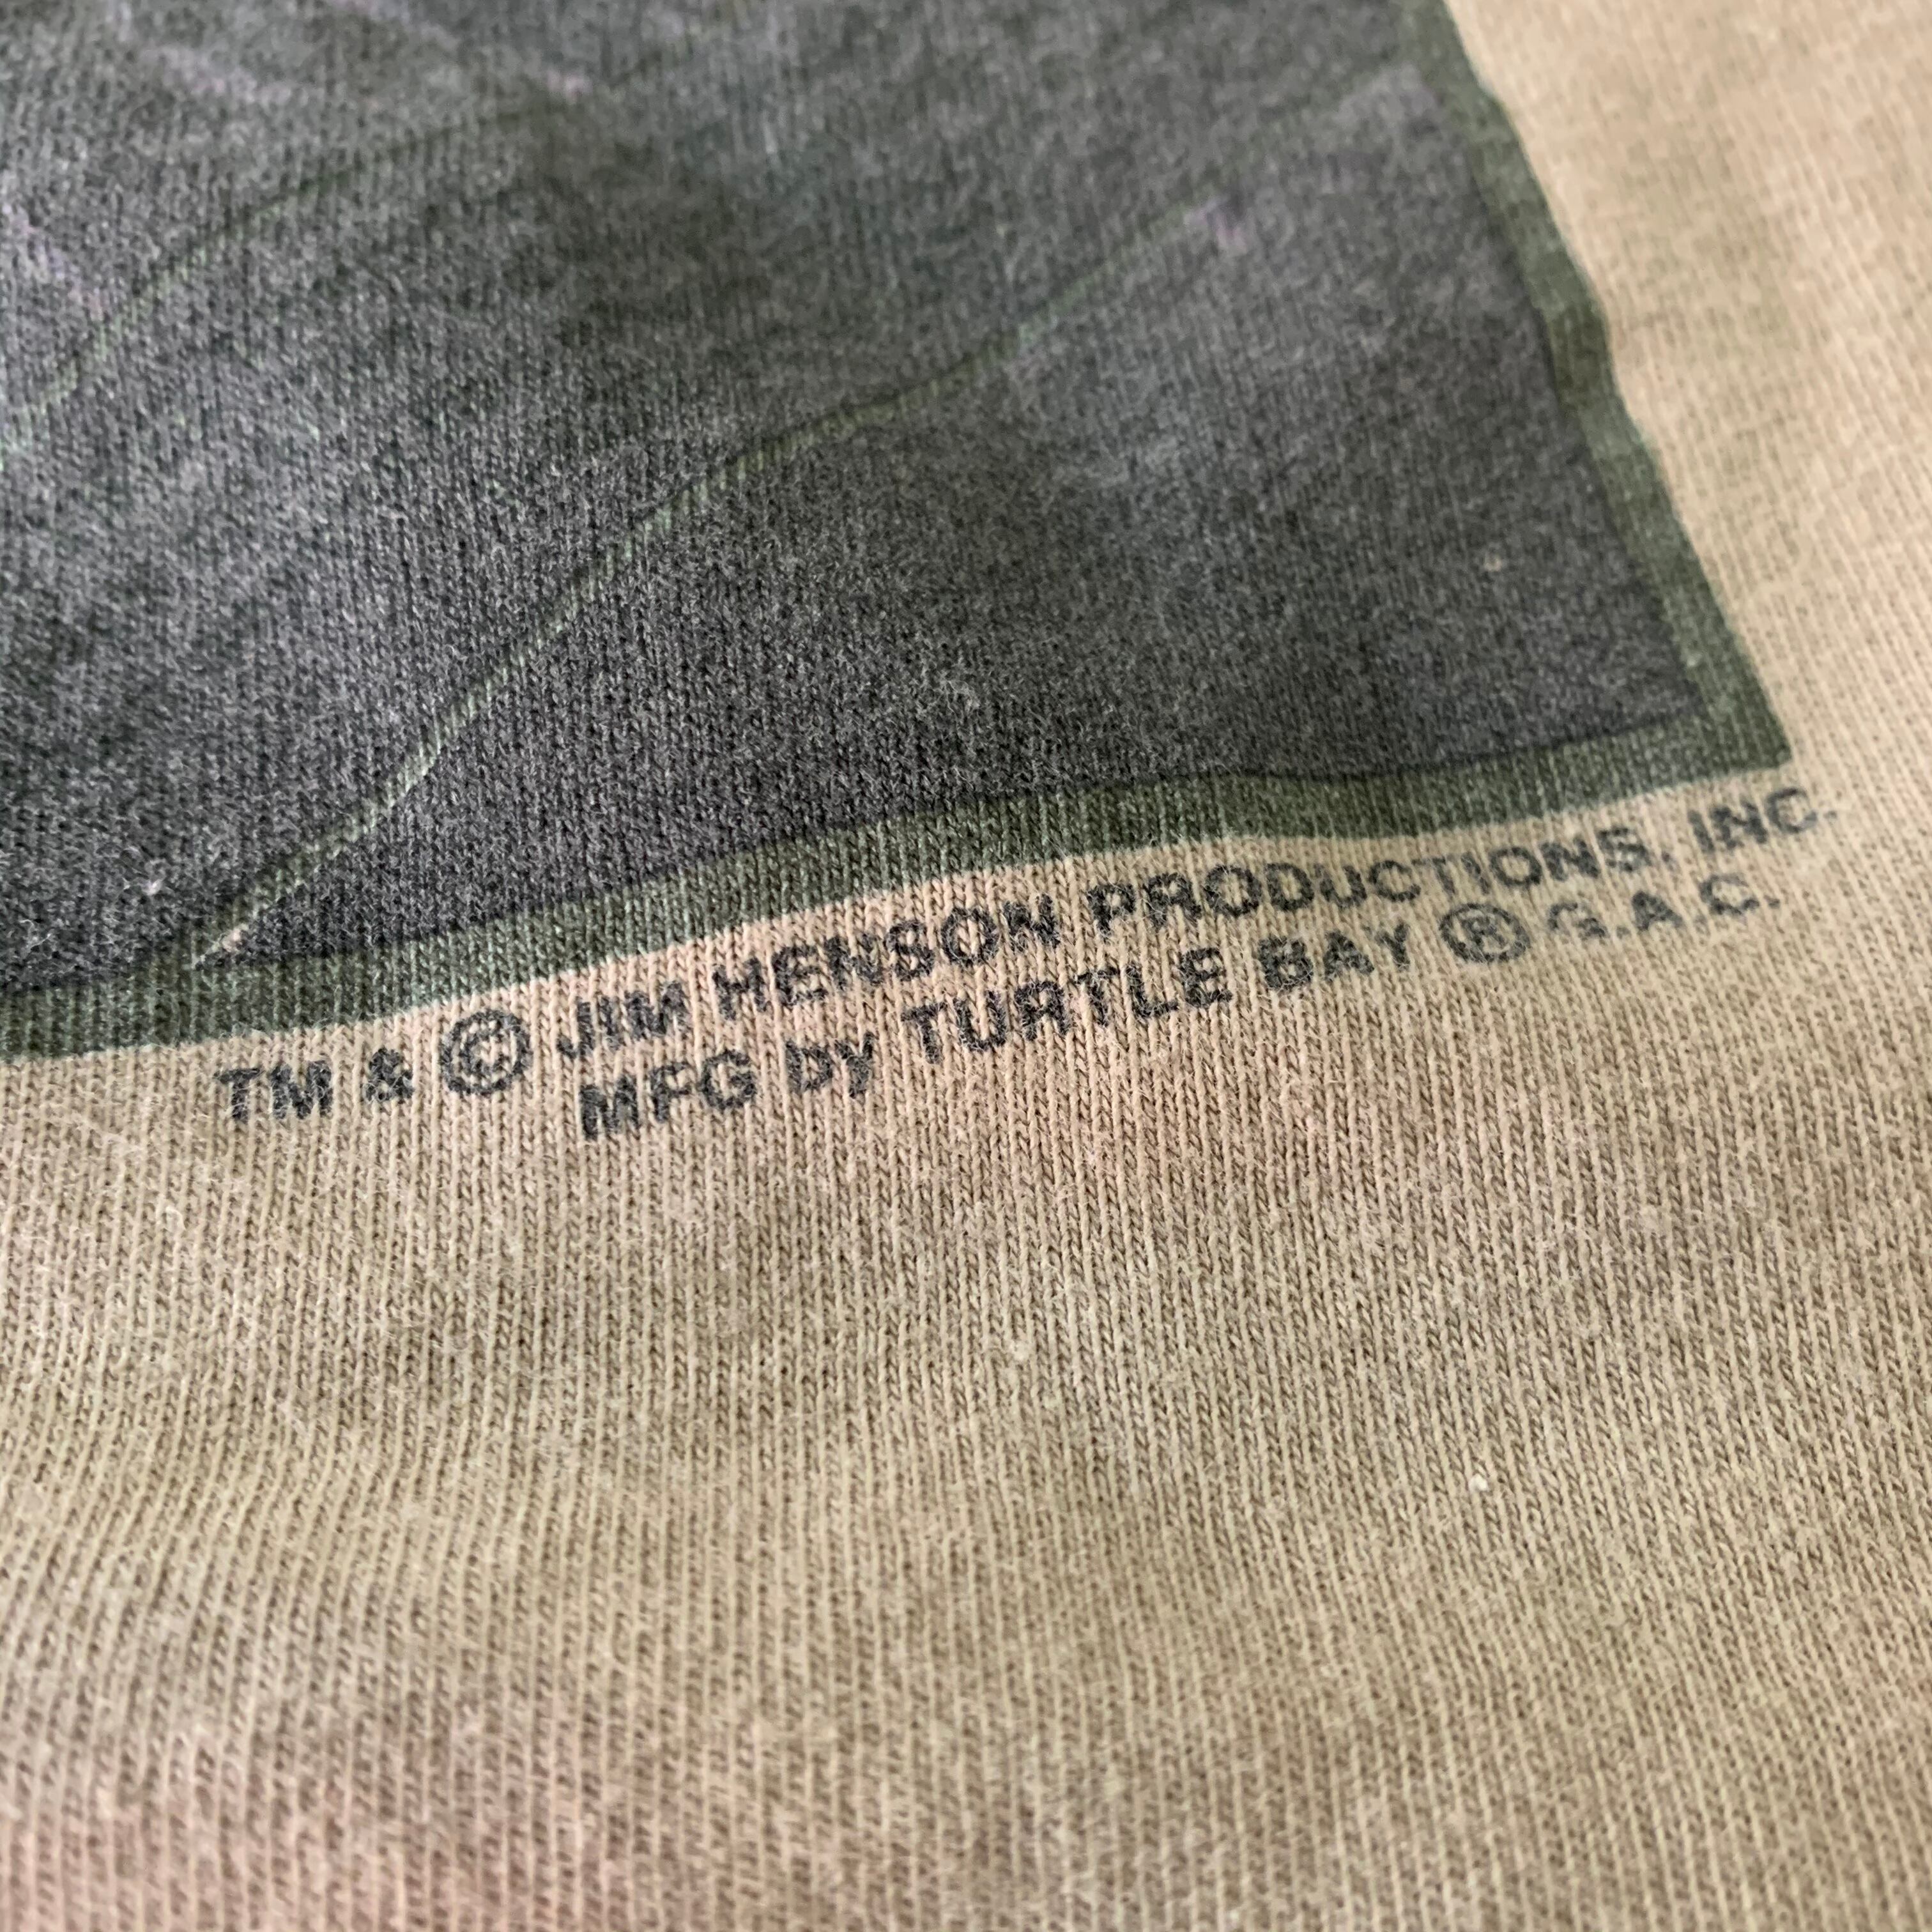 TM & © JIM HENSON PRODUCTIONS, INC.
MFG by TURTLE BAY ® G.A.C.